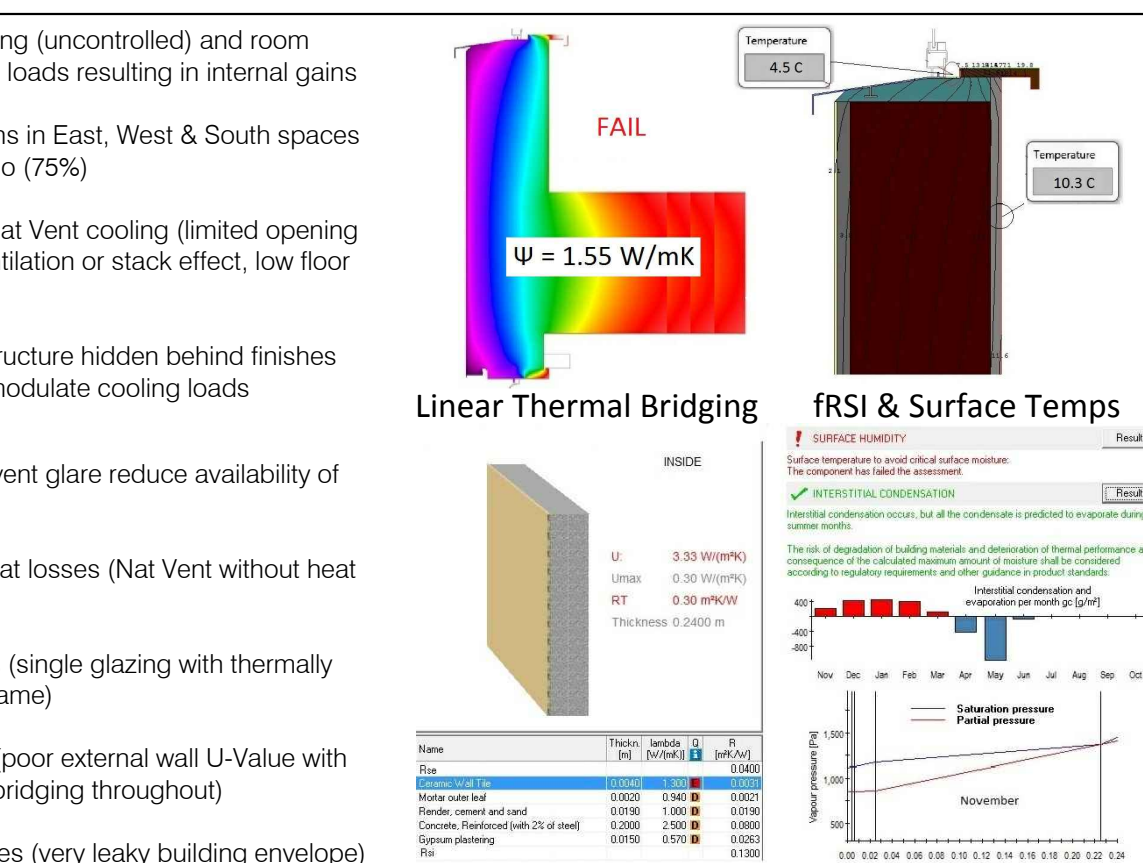 ng (uncontrolled) and room
loads resulting in internal gains
ns in East, West & South spaces
o (75%)
at Vent cooling (limited opening
tilation or stack effect, low floor
ructure hidden behind finishes
modulate cooling loads
vent glare reduce availability of
at losses (Nat Vent without heat
(single glazing with thermally
ame)
poor external wall U-Value with
bridging throughout)
es (very leaky building envelope)
FAIL
Ψ = 1.55 W/mK
Linear Thermal Bridging
Temperature
4.5 C
Temperature
10.3 C
11.6
fRSI & Surface Temps
INSIDE
U: 3.33 W/(m²K)
Umax 0.30 W/(m²K)
RT 0.30 m²K/W
Thickness 0.2400 m
Name Thickn. [m] lambda [W/(mK)] Q R [m²K/W]
Rse 0.0400
Ceramic Wall Tile 0.0040 1.300 E 0.0031
Mortar outer leaf 0.0020 0.940 D 0.0021
Render, cement and sand 0.0190 1.000 D 0.0190
Concrete, Reinforced (with 2% of steel) 0.2000 2.500 D 0.0800
Gypsum plastering 0.0150 0.570 D 0.0263
Rsi 0.1300
SURFACE HUMIDITY Result
Surface temperature to avoid critical surface moisture:
The component has failed the assessment.
INTERSTITIAL CONDENSATION Result
Interstitial condensation occurs, but all the condensate is predicted to evaporate during
summer months.
The risk of degradation of building materials and deterioration of thermal performance a
consequence of the calculated maximum amount of moisture shall be considered
according to regulatory requirements and other guidance in product standards.
Interstitial condensation and
evaporation per month gc [g/m²]
400
-400
-800
Nov Dec Jan Feb Mar Apr May Jun Jul Aug Sep Oct
Saturation pressure
Partial pressure
Vapour pressure [Pa]
1,500
1,000
500
November
0.00 0.02 0.04 0.06 0.08 0.10 0.12 0.14 0.16 0.18 0.20 0.22 0.24